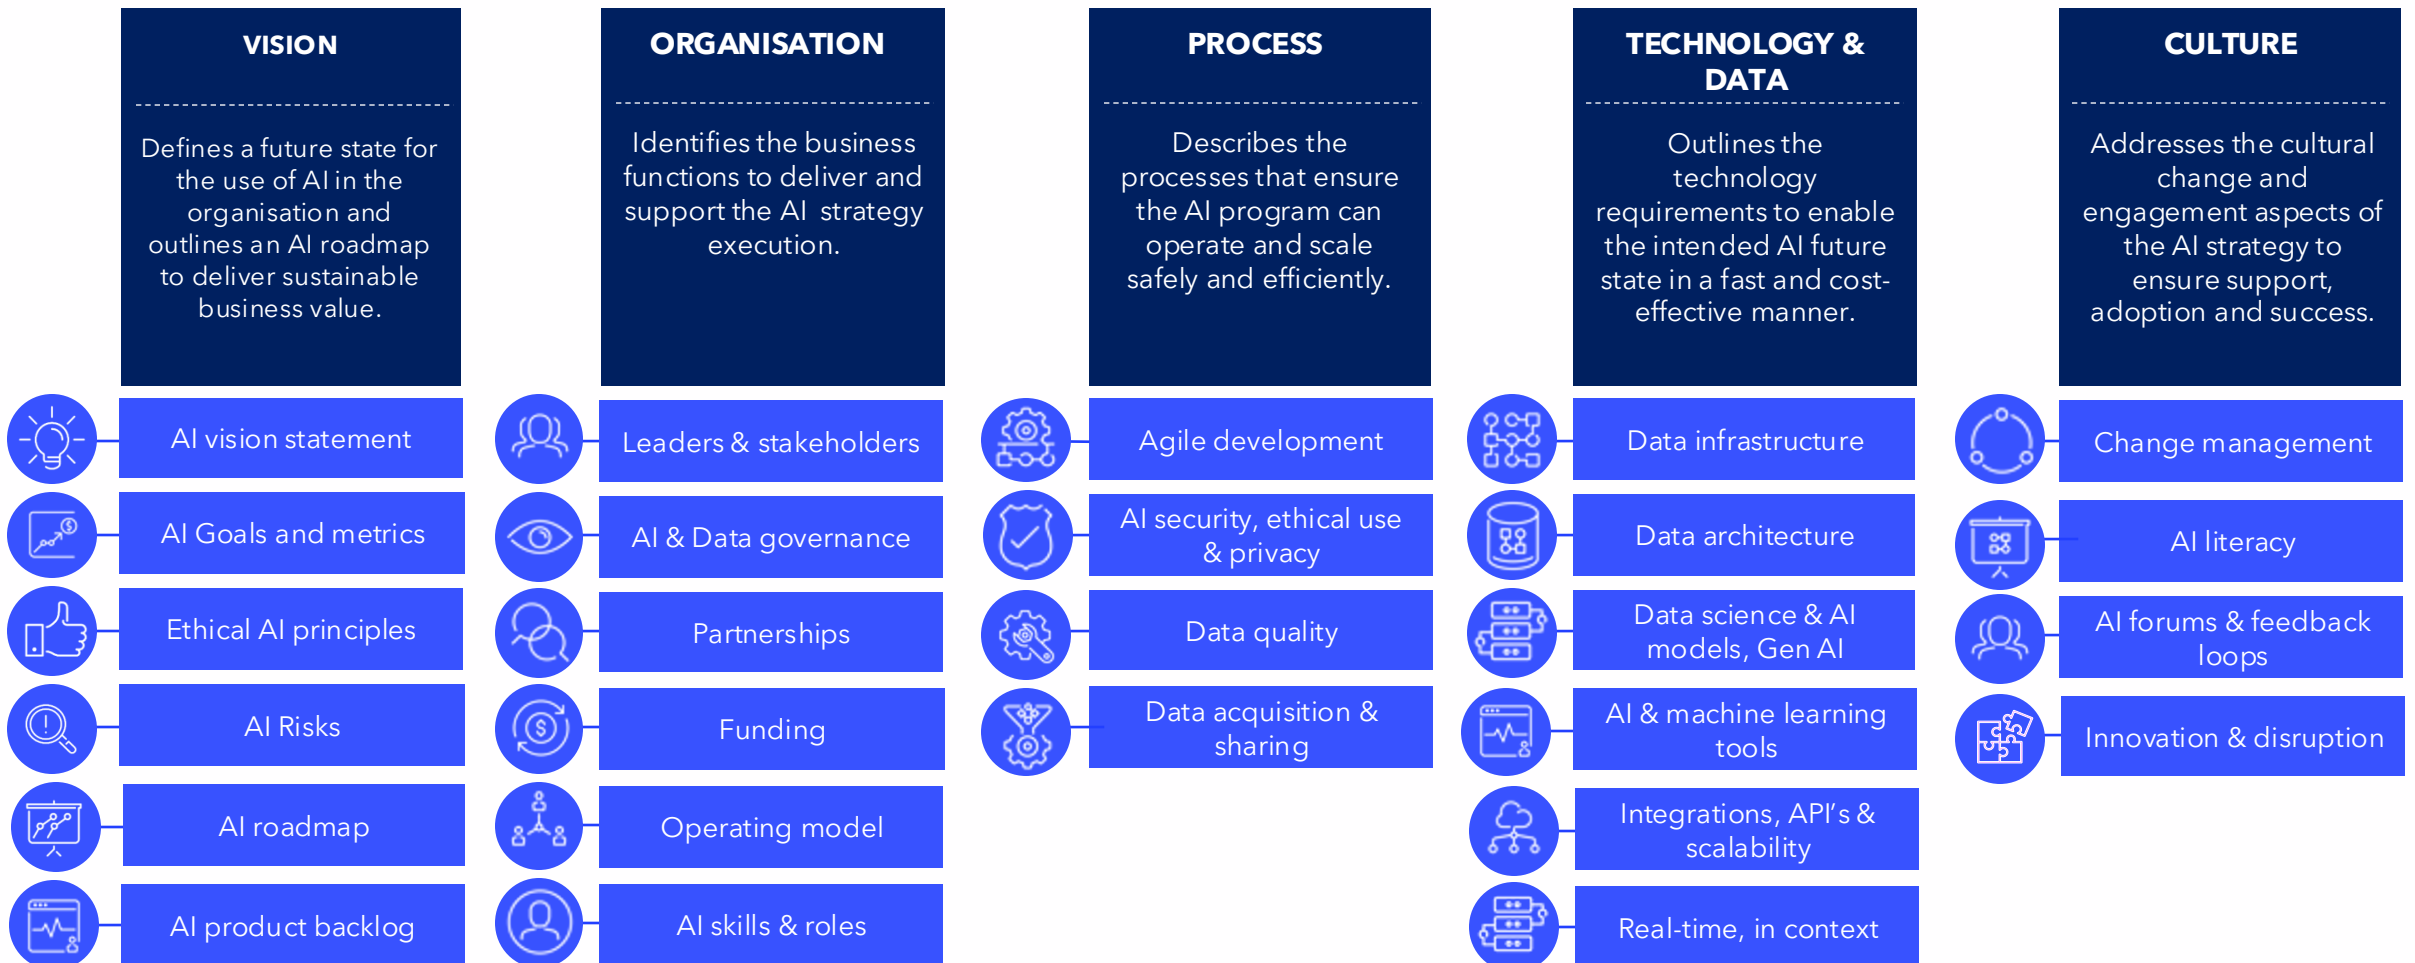 VISION
Defines a future state for
the use of AI in the
organisation and
outlines an AI roadmap
to deliver sustainable
business value.
AI vision statement
AI Goals and metrics
Ethical AI principles
AI Risks
AI roadmap
AI product backlog
ORGANISATION
Identifies the business
functions to deliver and
support the AI strategy
execution.
Leaders & stakeholders
AI & Data governance
Partnerships
Funding
Operating model
AI skills & roles
PROCESS
Describes the
processes that ensure
the AI program can
operate and scale
safely and efficiently.
Agile development
AI security, ethical use
& privacy
Data quality
Data acquisition &
sharing
TECHNOLOGY &
DATA
Outlines the
technology
requirements to enable
the intended AI future
state in a fast and cost-
effective manner.
Data infrastructure
Data architecture
Data science & AI
models, Gen AI
AI & machine learning
tools
Integrations, API's &
scalability
Real-time, in context
CULTURE
Addresses the cultural
change and
engagement aspects of
the AI strategy to
ensure support,
adoption and success.
Change management
AI literacy
AI forums & feedback
loops
Innovation & disruption